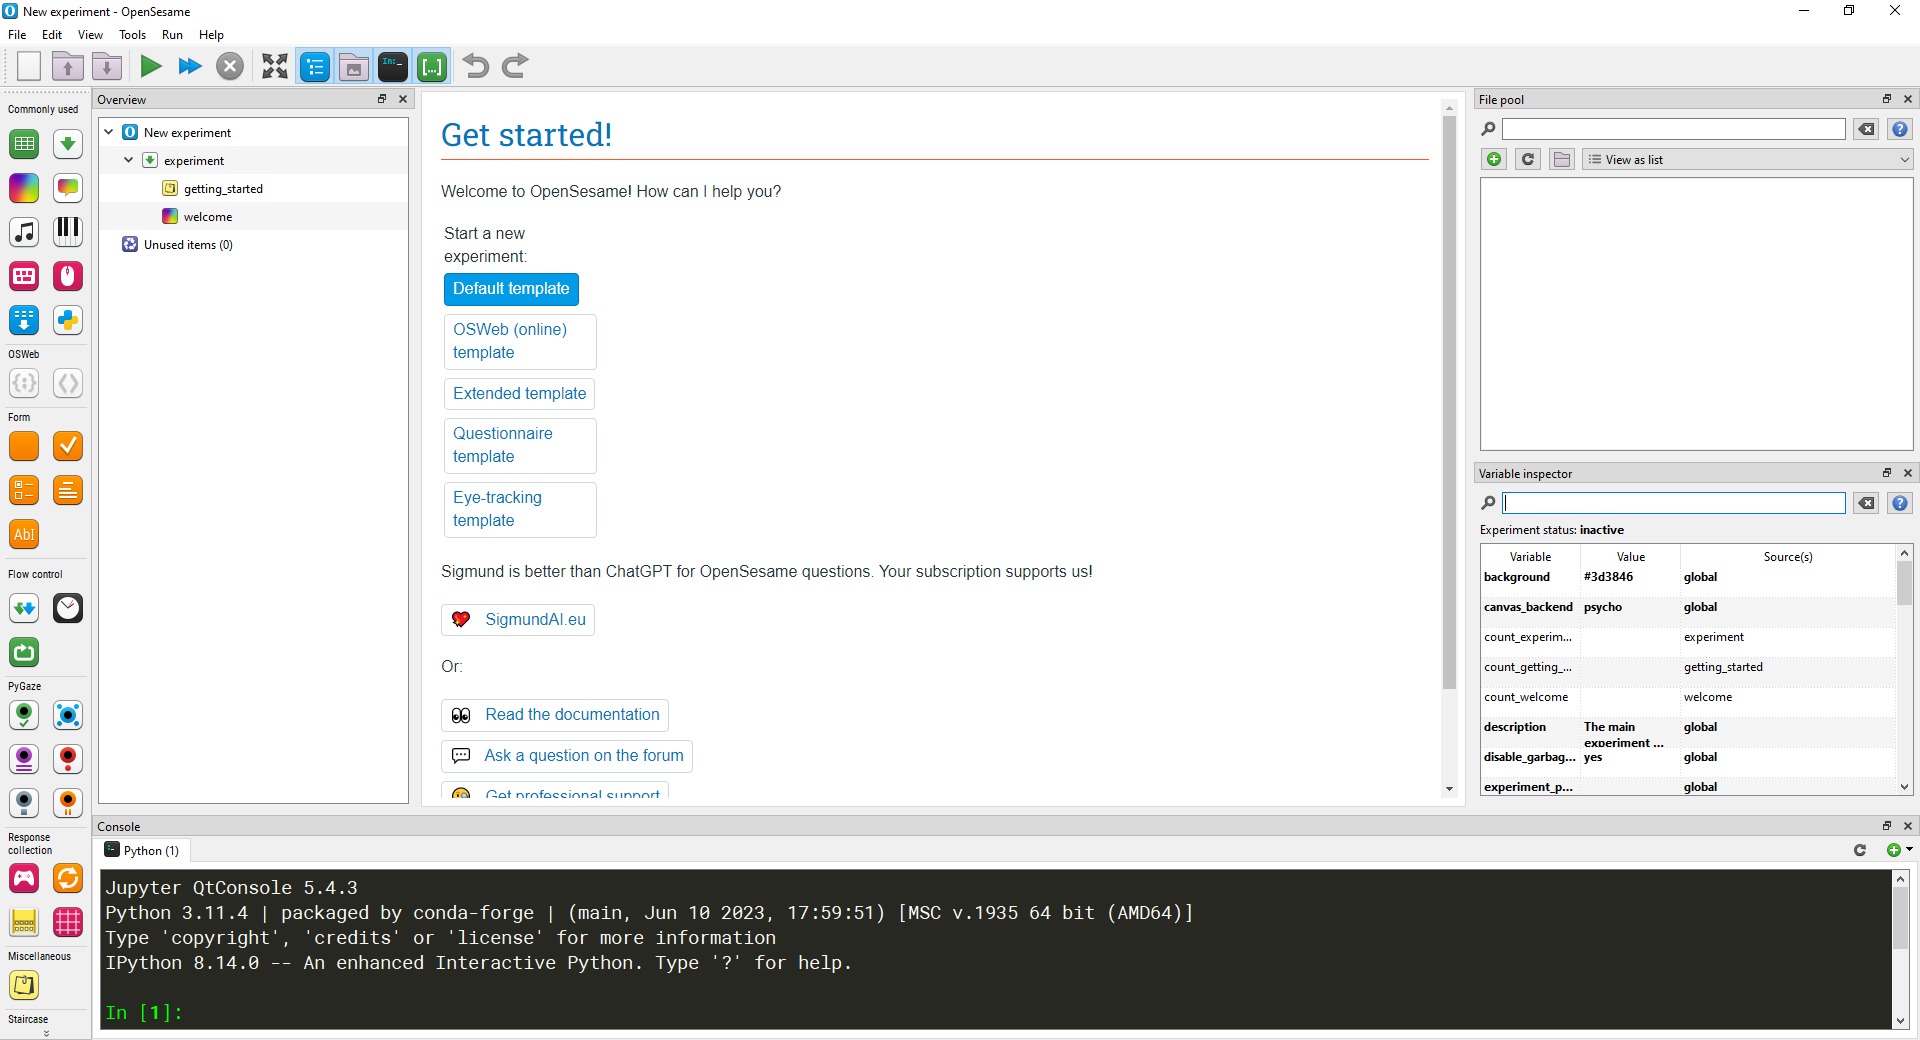 New experiment - OpenSesame
File Edit View Tools Run Help
Commonly used
OSWeb
Form
AbI
Flow control
PyGaze
Response
collection
Miscellaneous
Staircase
Overview
New experiment
experiment
getting_started
welcome
Unused items (0)
Get started!
Welcome to OpenSesame! How can I help you?
Start a new
experiment:
Default template
OSWeb (online)
template
Extended template
Questionnaire
template
Eye-tracking
template
Sigmund is better than ChatGPT for OpenSesame questions. Your subscription supports us!
SigmundAI.eu
Or:
Read the documentation
Ask a question on the forum
Get professional support
File pool
View as list
Variable inspector
Experiment status: inactive
Variable Value Source(s)
background #3d3846 global
canvas_backend psycho global
count_experim... experiment
count_getting_... getting_started
count_welcome welcome
description The main experiment ... global
disable_garbag... yes global
experiment_p... global
Console
Python (1)
Jupyter QtConsole 5.4.3
Python 3.11.4 | packaged by conda-forge | (main, Jun 10 2023, 17:59:51) [MSC v.1935 64 bit (AMD64)]
Type 'copyright', 'credits' or 'license' for more information
IPython 8.14.0 -- An enhanced Interactive Python. Type '?' for help.
In [1]: